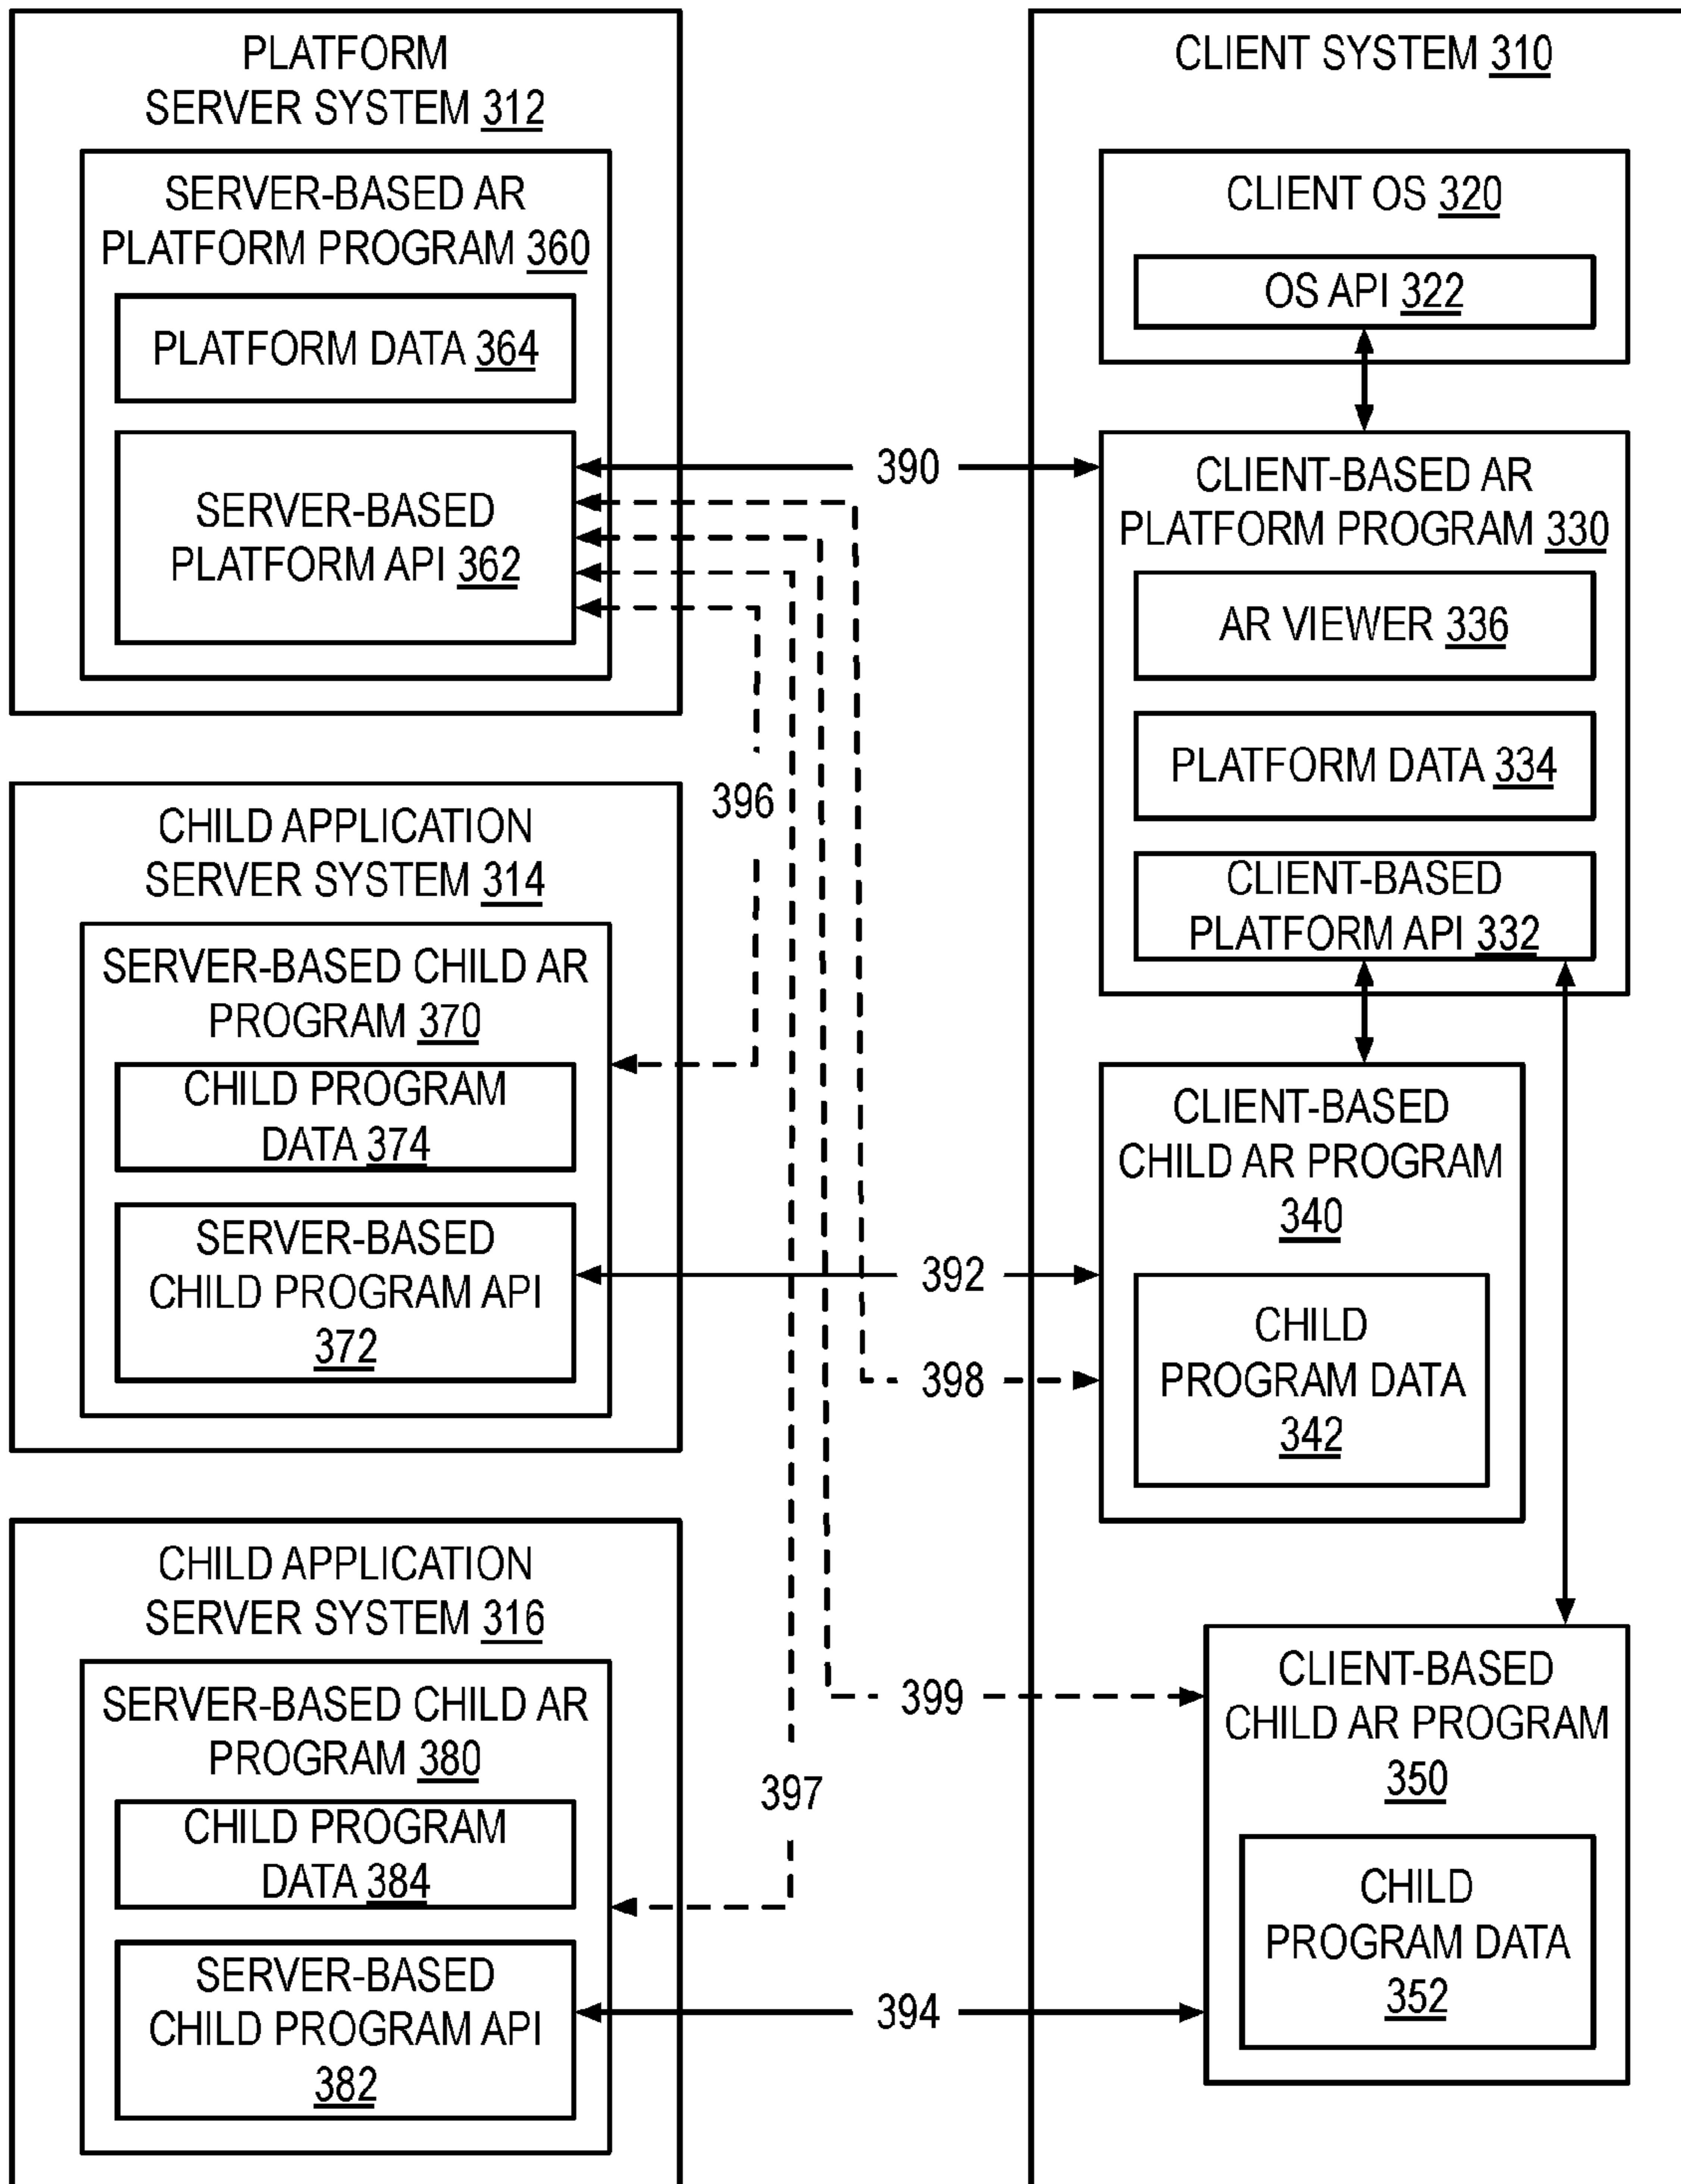 PLATFORM
SERVER SYSTEM 312
SERVER-BASED AR
PLATFORM PROGRAM 360
PLATFORM DATA 364
SERVER-BASED
PLATFORM API 362
CHILD APPLICATION
SERVER SYSTEM 314
SERVER-BASED CHILD AR
PROGRAM 370
CHILD PROGRAM
DATA 374
SERVER-BASED
CHILD PROGRAM API
372
CHILD APPLICATION
SERVER SYSTEM 316
SERVER-BASED CHILD AR
PROGRAM 380
CHILD PROGRAM
DATA 384
SERVER-BASED
CHILD PROGRAM API
382
390
396
392
398
399
397
394
CLIENT SYSTEM 310
CLIENT OS 320
OS API 322
CLIENT-BASED AR
PLATFORM PROGRAM 330
AR VIEWER 336
PLATFORM DATA 334
CLIENT-BASED
PLATFORM API 332
CLIENT-BASED
CHILD AR PROGRAM
340
CHILD
PROGRAM DATA
342
CLIENT-BASED
CHILD AR PROGRAM
350
CHILD
PROGRAM DATA
352